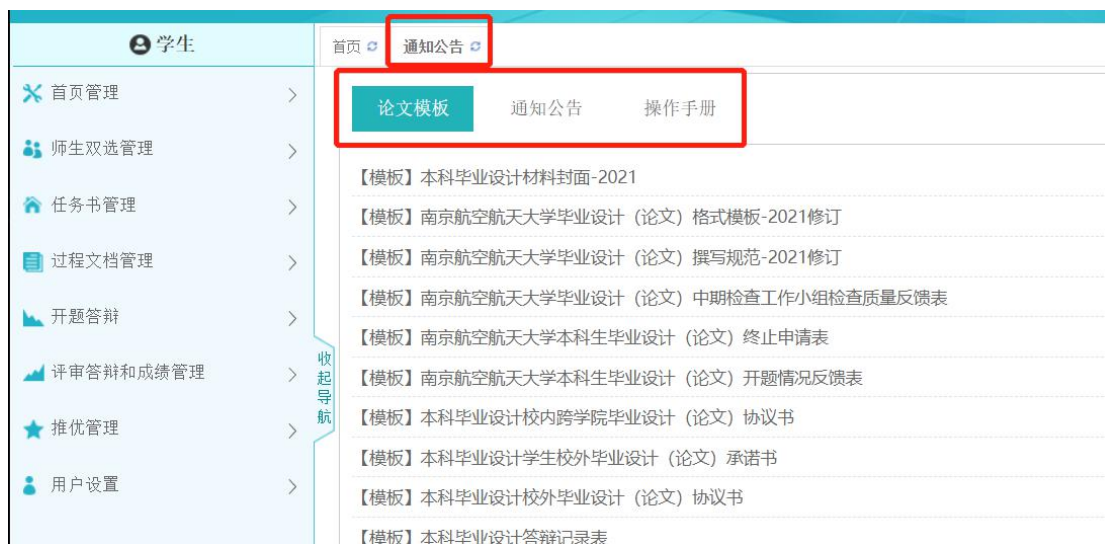 学生
首页管理
师生双选管理
任务书管理
过程文档管理
开题答辩
评审答辩和成绩管理
推优管理
用户设置
收起导航
首页 通知公告
论文模板 通知公告 操作手册
【模板】本科毕业设计材料封面-2021
【模板】南京航空航天大学毕业设计（论文）格式模板-2021修订
【模板】南京航空航天大学毕业设计（论文）撰写规范-2021修订
【模板】南京航空航天大学毕业设计（论文）中期检查工作小组检查质量反馈表
【模板】南京航空航天大学本科生毕业设计（论文）终止申请表
【模板】南京航空航天大学本科生毕业设计（论文）开题情况反馈表
【模板】本科毕业设计校内跨学院毕业设计（论文）协议书
【模板】本科毕业设计学生校外毕业设计（论文）承诺书
【模板】本科毕业设计校外毕业设计（论文）协议书
【模板】本科毕业设计答辩记录表